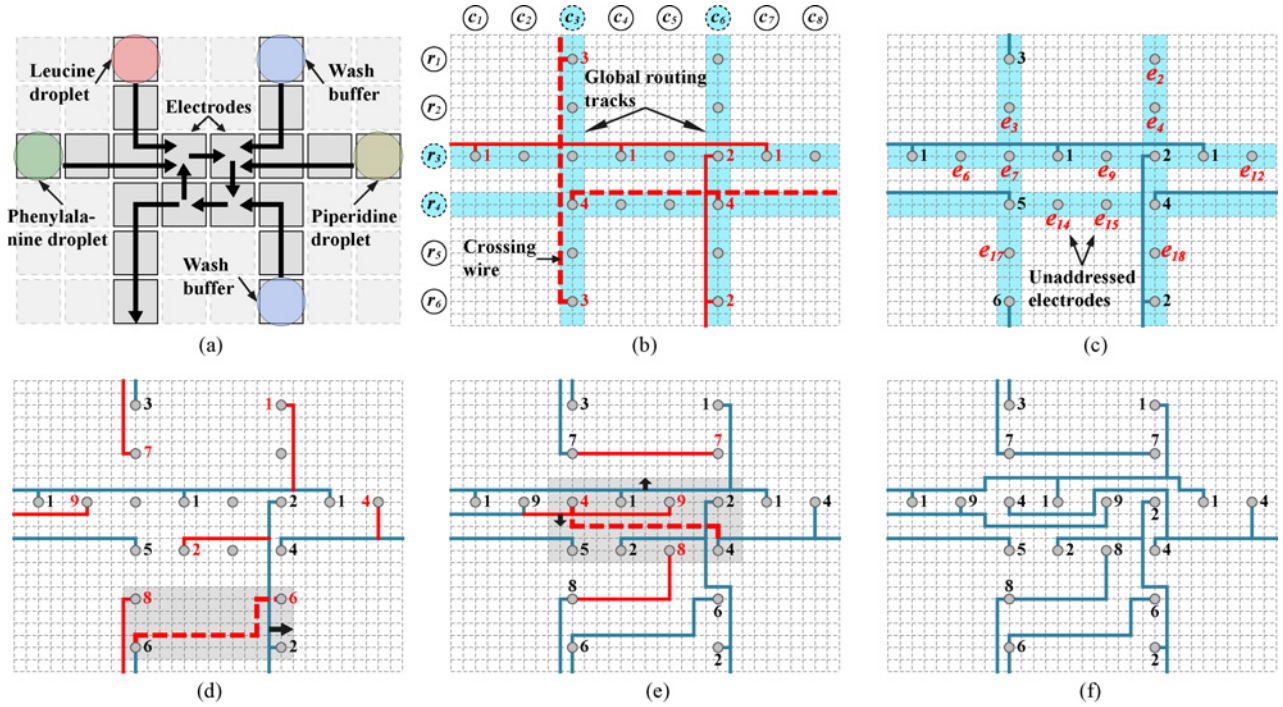 Leucine
droplet
Wash
buffer
Electrodes
Phenylala-
nine droplet
Piperidine
droplet
Wash
buffer
(a)
c1 c2 c3 c4 c5 c6 c7 c8
r1
3
Global routing
tracks
r2
r3
1 1 2 1
r4
4 4
r5
Crossing
wire
r6
3 2
(b)
3
e2
e3 e4
1 1 2 1
e6 e7 e9 e12
5 4
e14 e15
e17 e18
Unaddressed
electrodes
6 2
(c)
3 1
7
1 9 1 2 1 4
5 2 4
8 6
6 2
(d)
3 1
7 7
1 9 4 1 9 2 1 4
5 2 8 4
8 6
6 2
(e)
3 1
7 7
1 9 4 1 9 2 1 4
5 2 8 4
8 6
6 2
(f)